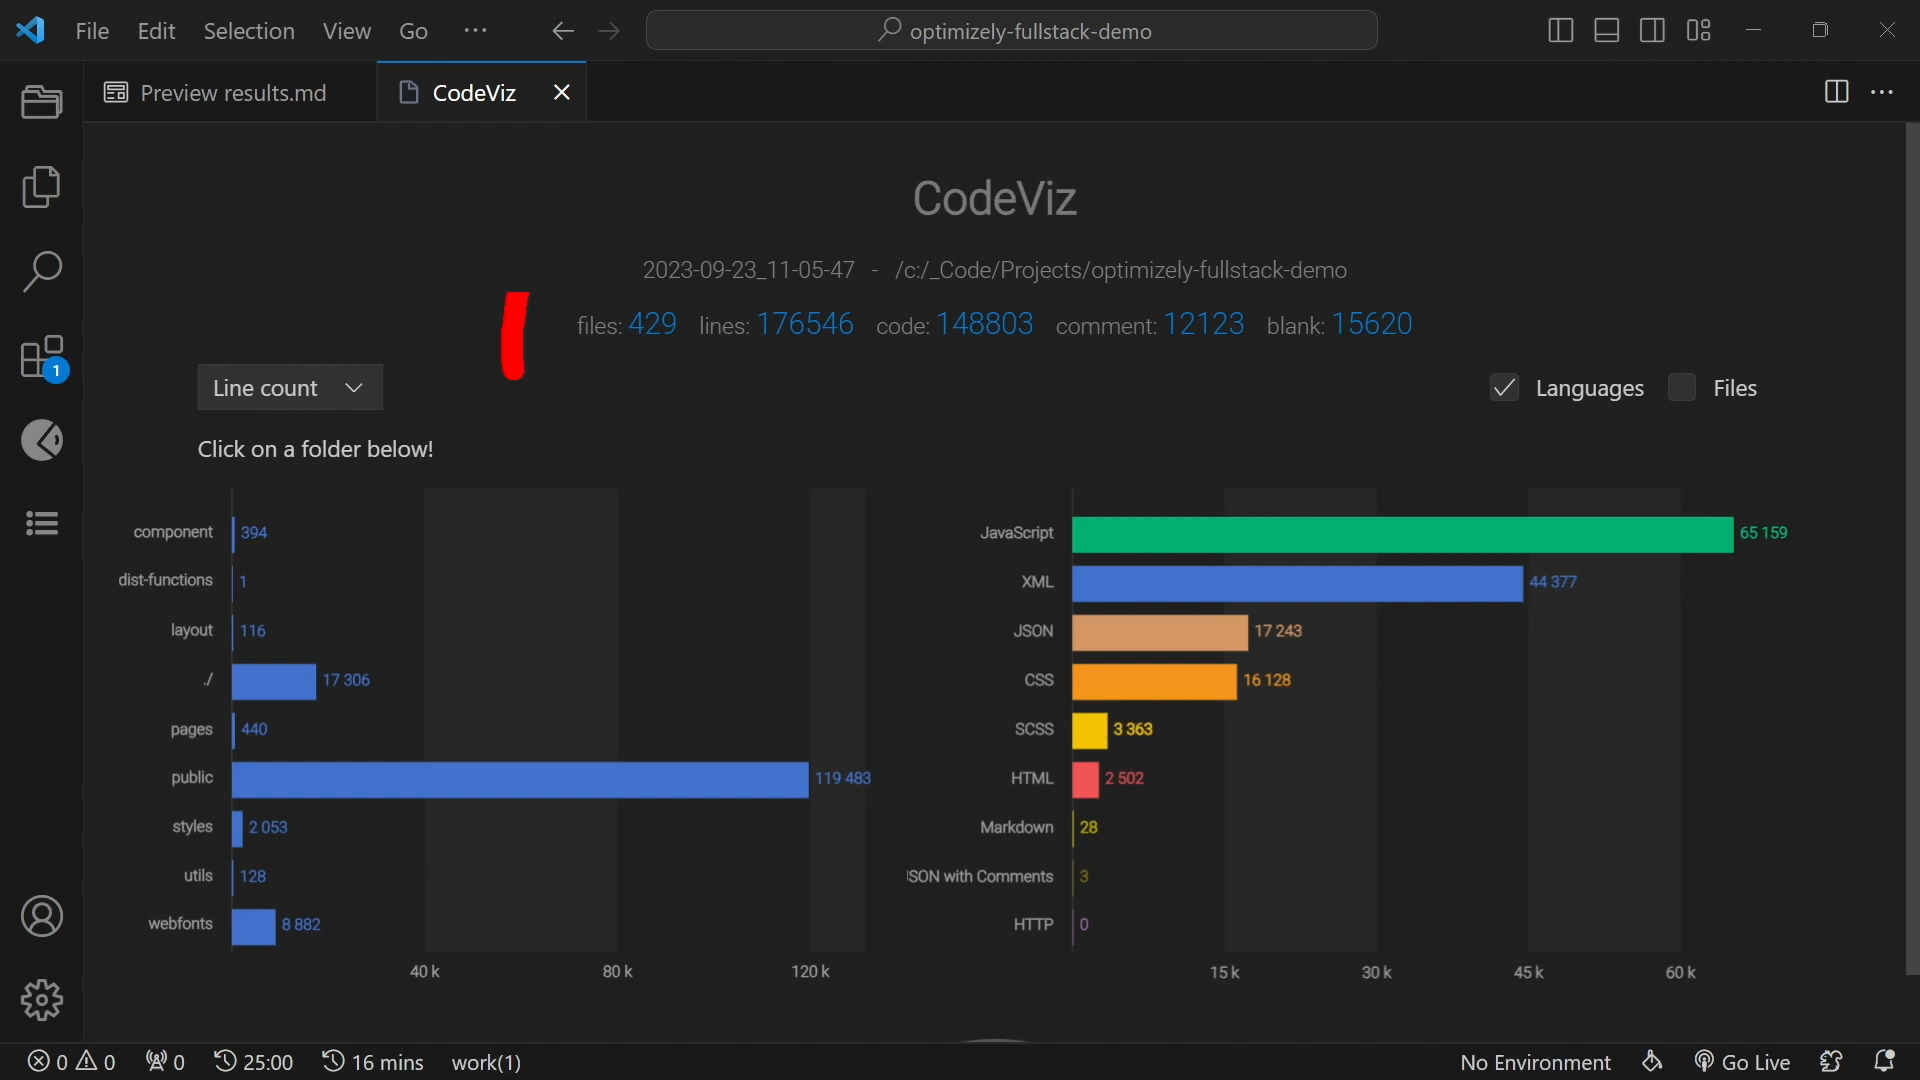 File Edit Selection View Go ··· optimizely-fullstack-demo
Preview results.md CodeViz
CodeViz
2023-09-23_11-05-47 - /c:/_Code/Projects/optimizely-fullstack-demo
files: 429 lines: 176546 code: 148803 comment: 12123 blank: 15620
Line count
Languages Files
1
Click on a folder below!
component 394
dist-functions 1
layout 116
./ 17 306
pages 440
public 119 483
styles 2 053
utils 128
webfonts 8 882
40 k 80 k 120 k
JavaScript 65 159
XML 44 377
JSON 17 243
CSS 16 128
SCSS 3 363
HTML 2 502
Markdown 28
SON with Comments 3
HTTP 0
15 k 30 k 45 k 60 k
0 0 0 25:00 16 mins work(1) No Environment Go Live